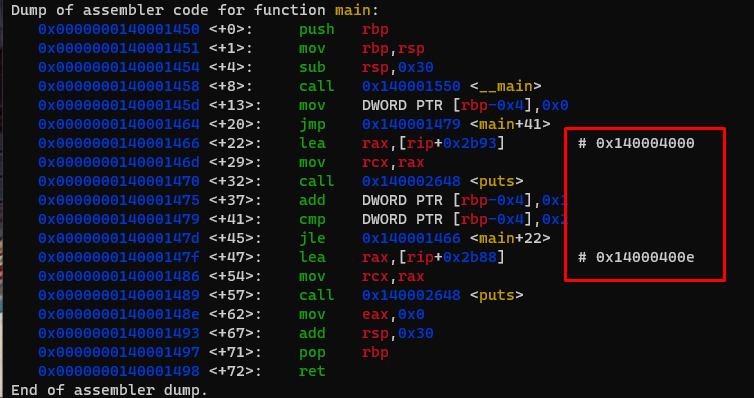 Dump of assembler code for function main:
0x0000000140001450 <+0>: push rbp
0x0000000140001451 <+1>: mov rbp,rsp
0x0000000140001454 <+4>: sub rsp,0x30
0x0000000140001458 <+8>: call 0x140001550 <__main>
0x000000014000145d <+13>: mov DWORD PTR [rbp-0x4],0x0
0x0000000140001464 <+20>: jmp 0x140001479 <main+41>
0x0000000140001466 <+22>: lea rax,[rip+0x2b93] # 0x140004000
0x000000014000146d <+29>: mov rcx,rax
0x0000000140001470 <+32>: call 0x140002648 <puts>
0x0000000140001475 <+37>: add DWORD PTR [rbp-0x4],0x1
0x0000000140001479 <+41>: cmp DWORD PTR [rbp-0x4],0x2
0x000000014000147d <+45>: jle 0x140001466 <main+22>
0x000000014000147f <+47>: lea rax,[rip+0x2b88] # 0x14000400e
0x0000000140001486 <+54>: mov rcx,rax
0x0000000140001489 <+57>: call 0x140002648 <puts>
0x000000014000148e <+62>: mov eax,0x0
0x0000000140001493 <+67>: add rsp,0x30
0x0000000140001497 <+71>: pop rbp
0x0000000140001498 <+72>: ret
End of assembler dump.